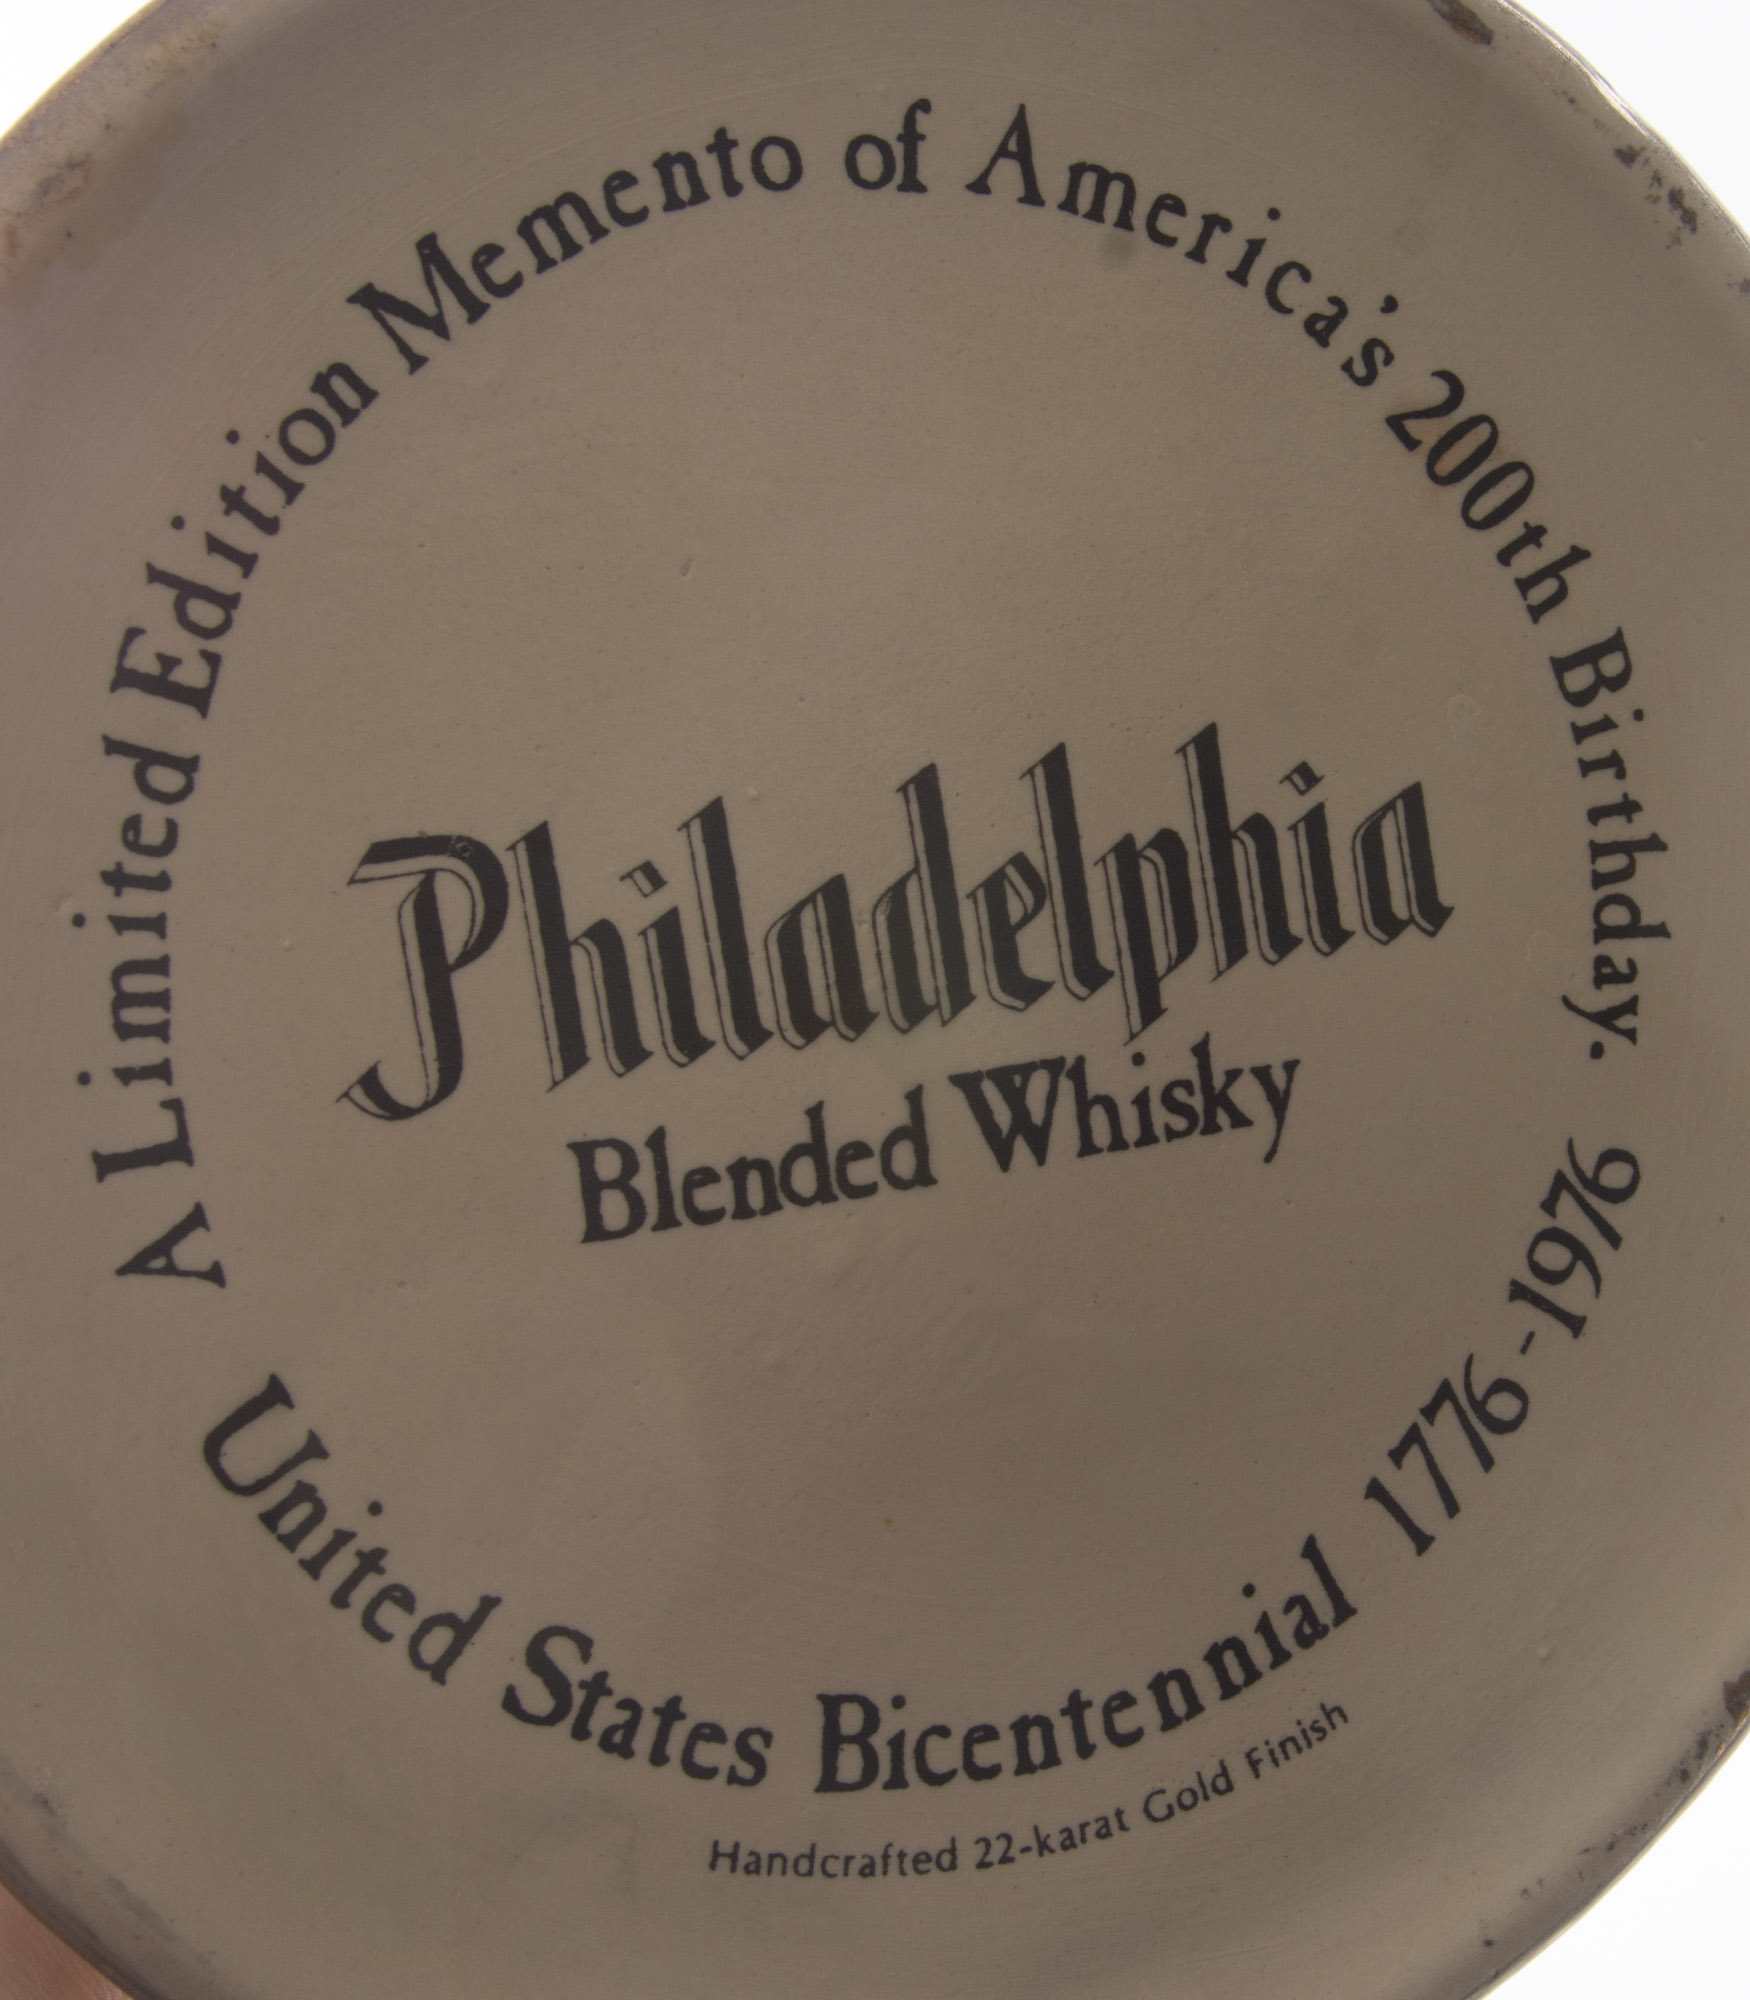 A Limited Edition Memento of America's 200th Birthday.
Philadelphia
Blended Whisky
United States Bicentennial 1776-1976
Handcrafted 22-karat Gold Finish